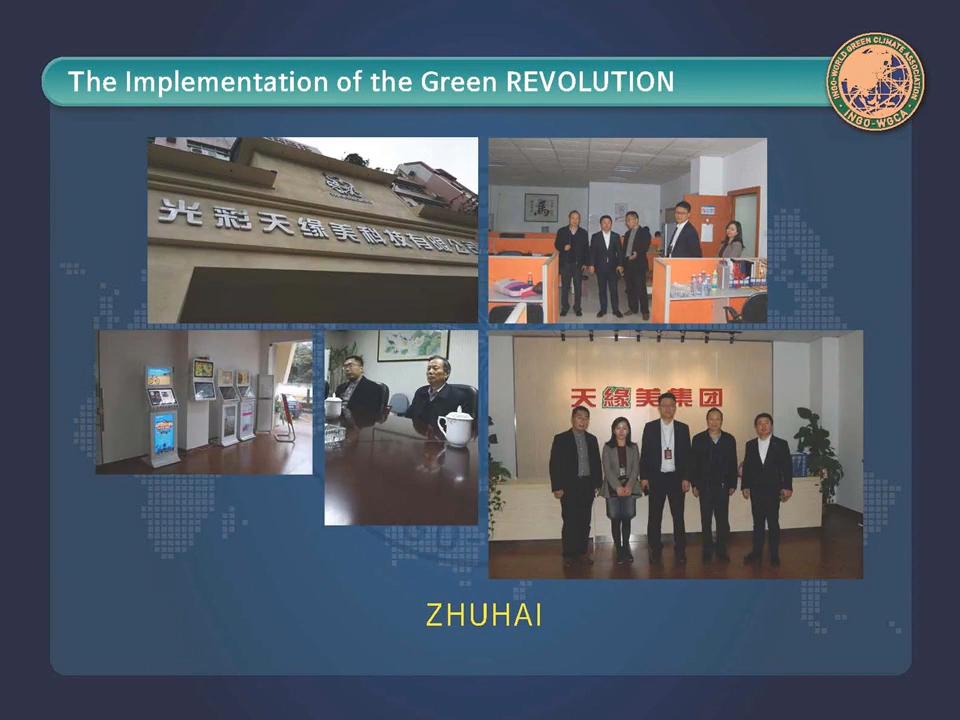 The Implementation of the Green REVOLUTION
INGO-WORLD GREEN CLIMATE ASSOCIATION
· INGO-WGCA ·
光彩天缘美科技有限公司
天緣美集团
ZHUHAI